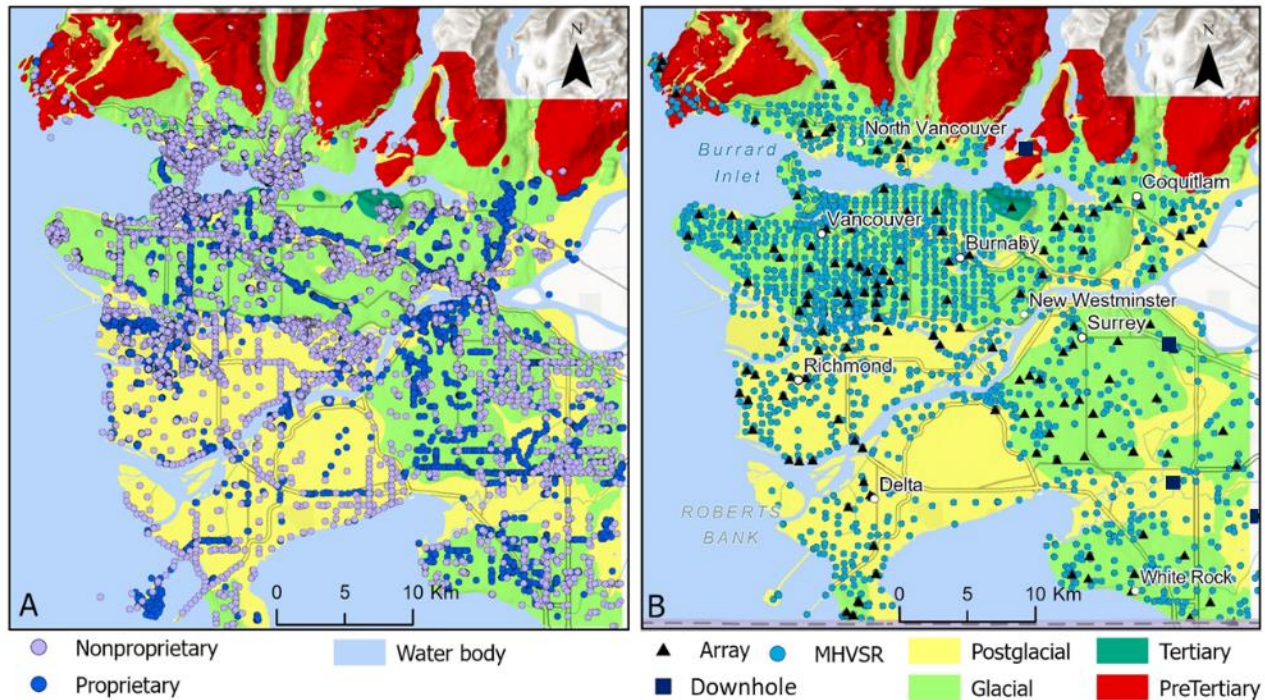 N
A
0 5 10 Km
N
North Vancouver
Burrard
Inlet
Coquitlam
Vancouver
Burnaby
New Westminster
Surrey
Richmond
Delta
ROBERTS
BANK
White Rock
B
0 5 10 Km
Nonproprietary
Water body
Proprietary
Array
MHVSR
Postglacial
Tertiary
Downhole
Glacial
PreTertiary